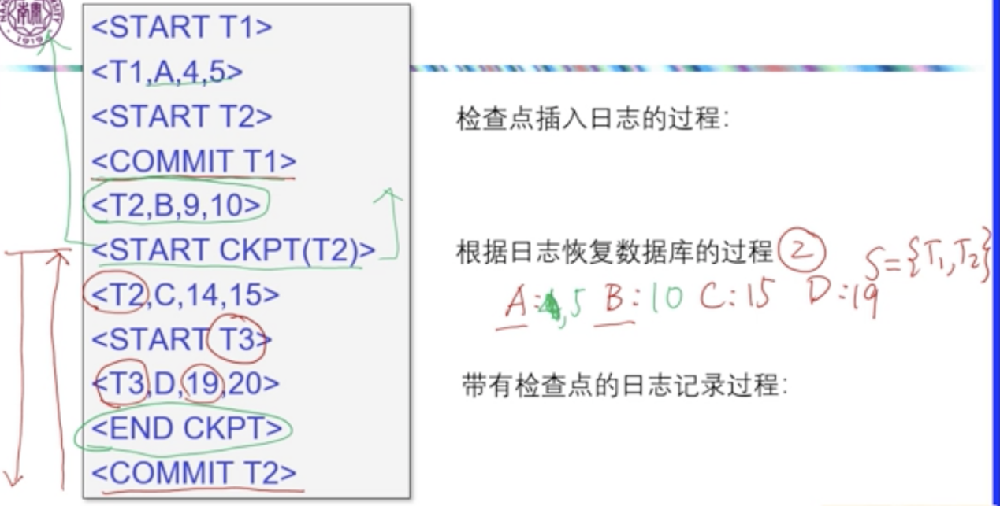 <START T1>
<T1,A,4,5>
<START T2>
<COMMIT T1>
<T2,B,9,10>
<START CKPT(T2)>
<T2,C,14,15>
<START T3>
<T3,D,19,20>
<END CKPT>
<COMMIT T2>
检查点插入日志的过程:
根据日志恢复数据库的过程 ② S={T1,T2}
A: ,5 B:10 C:15 D:19
带有检查点的日志记录过程:
1919